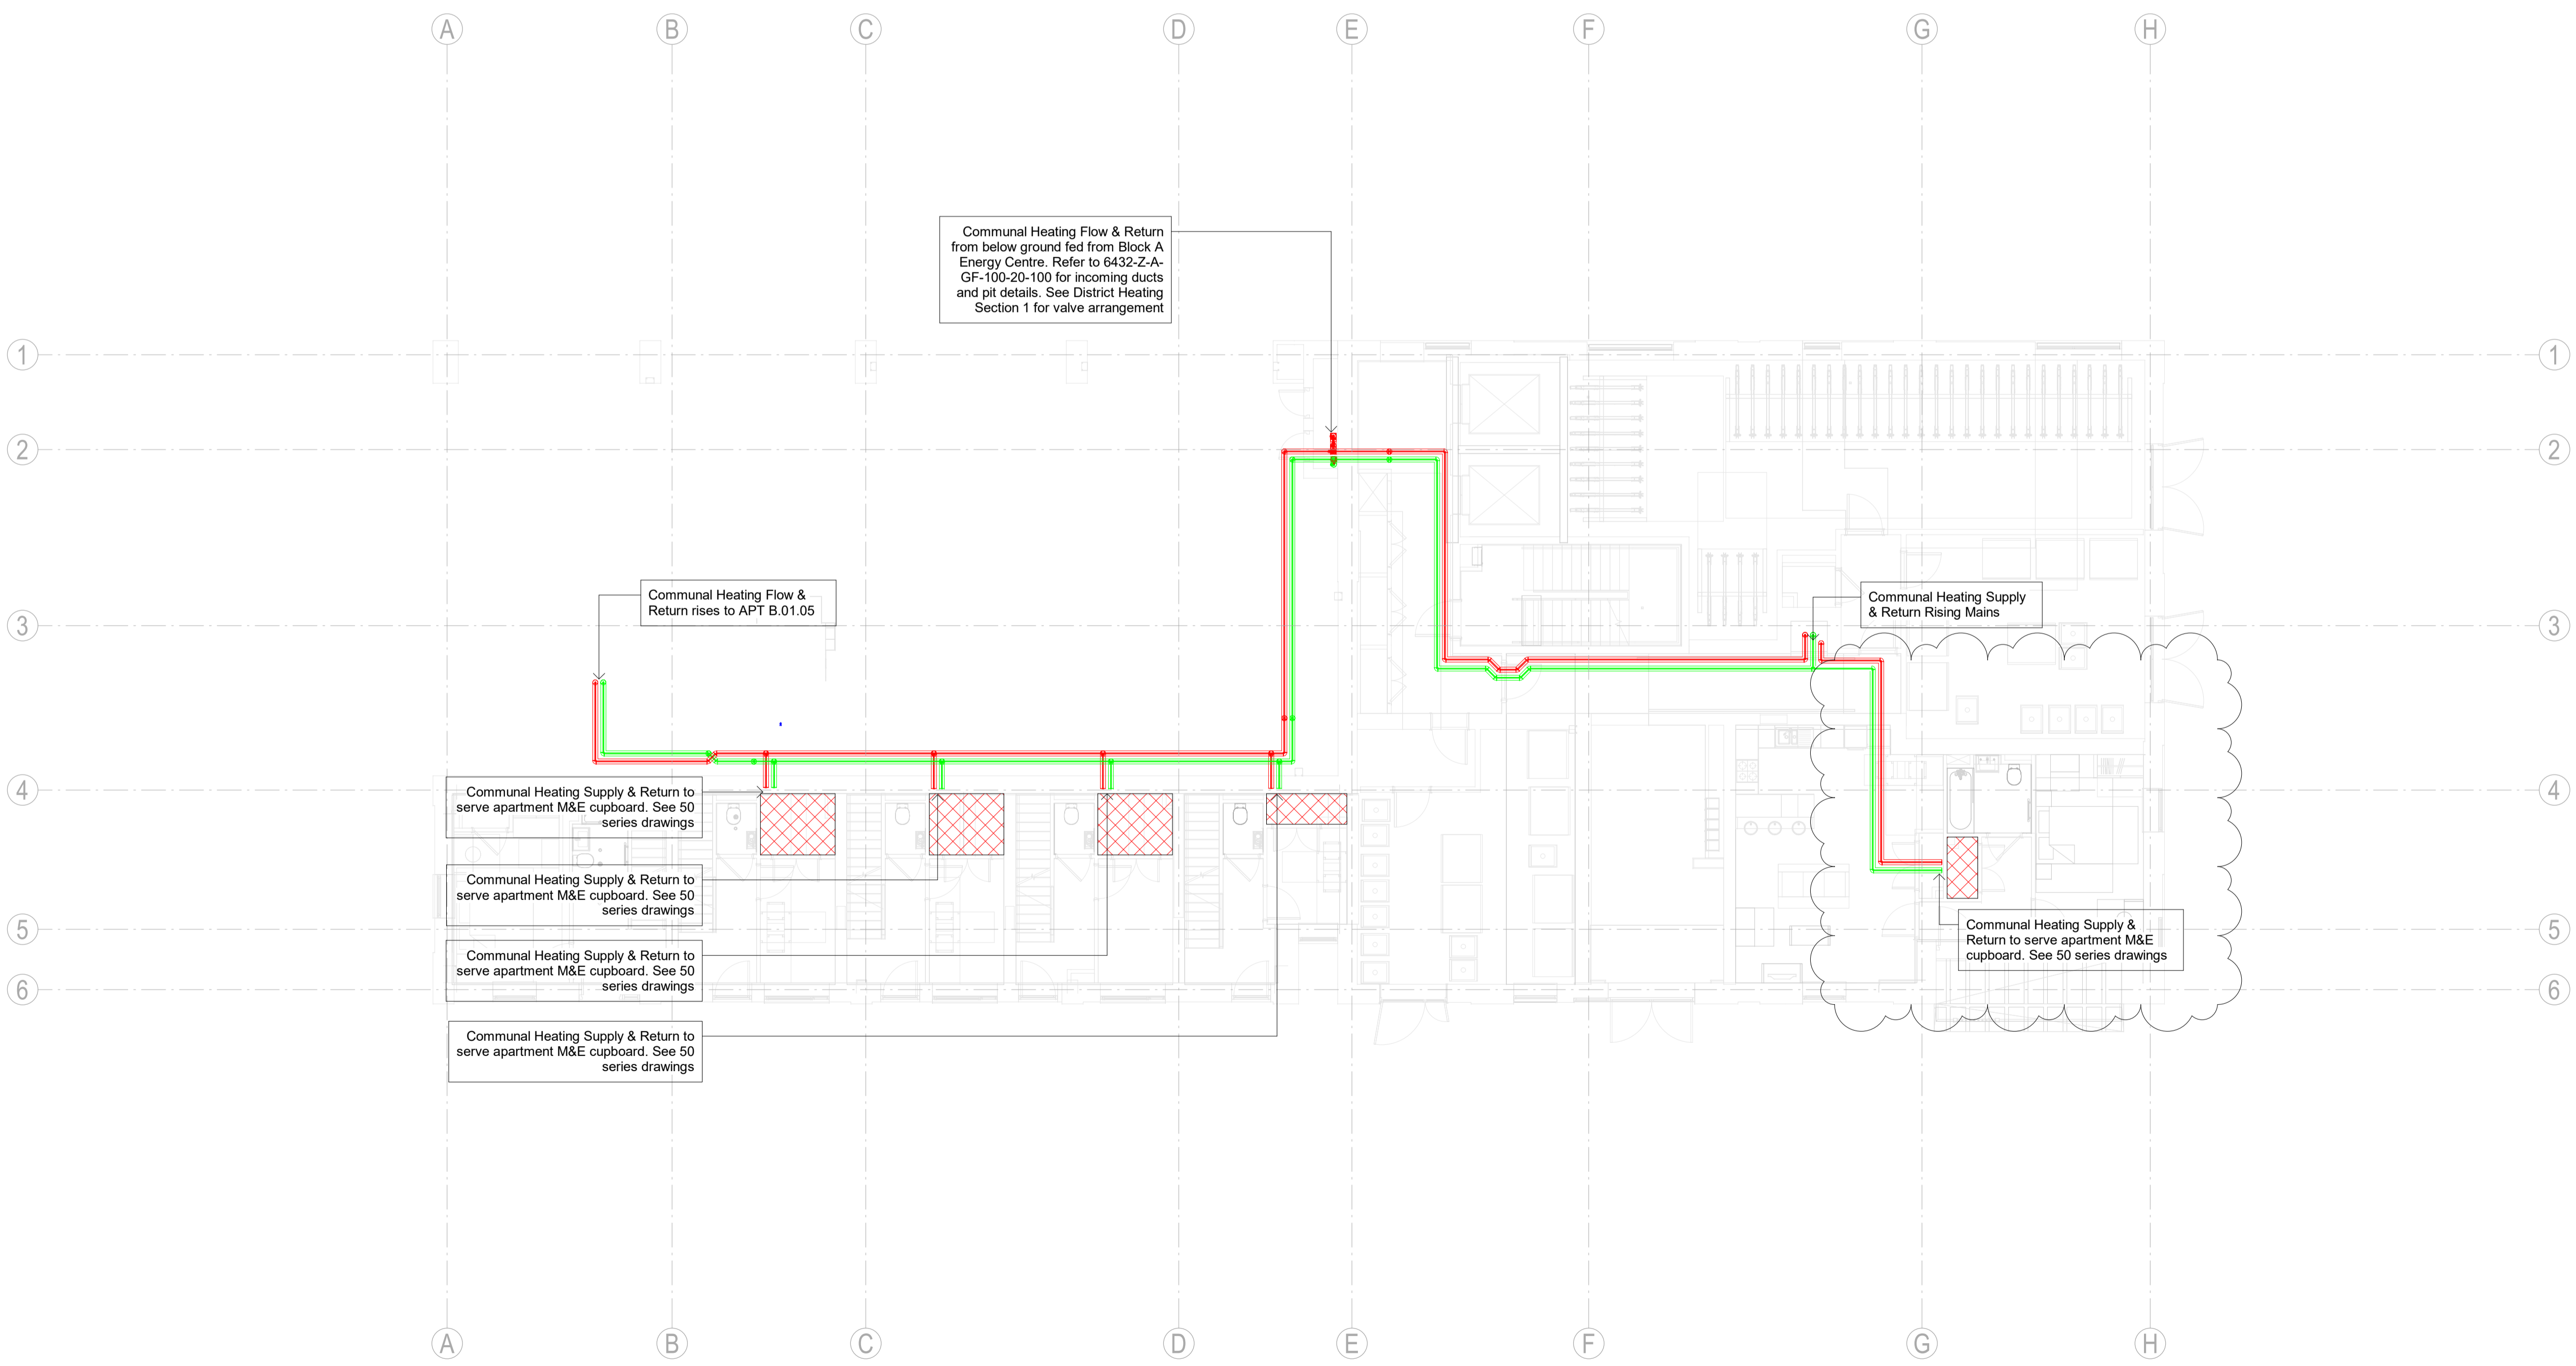 A
B
C
D
E
F
G
H
Communal Heating Flow & Return
from below ground fed from Block A
Energy Centre. Refer to 6432-Z-A-
GF-100-20-100 for incoming ducts
and pit details. See District Heating
Section 1 for valve arrangement
1
1
2
2
Communal Heating Flow &
Return rises to APT B.01.05
Communal Heating Supply
& Return Rising Mains
3
3
4
4
Communal Heating Supply & Return to
serve apartment M&E cupboard. See 50
series drawings
Communal Heating Supply & Return to
serve apartment M&E cupboard. See 50
series drawings
5
5
Communal Heating Supply &
Return to serve apartment M&E
cupboard. See 50 series drawings
Communal Heating Supply & Return to
serve apartment M&E cupboard. See 50
series drawings
6
6
Communal Heating Supply & Return to
serve apartment M&E cupboard. See 50
series drawings
A
B
C
D
E
F
G
H